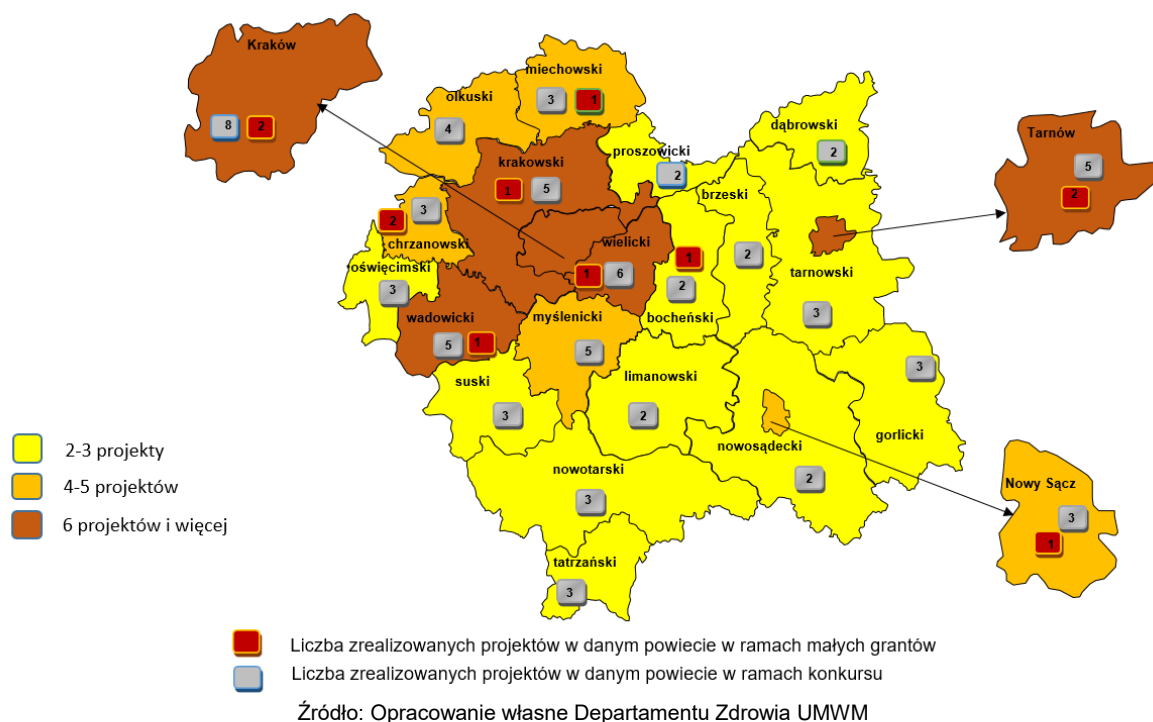 Kraków
8 2
miechowski
3 1
olkuski
4
dąbrowski
2
Tarnów
5
2
proszowicki
2
krakowski
1 5
brzeski
2
3
2
chrzanowski
wielicki
1 6
1
2
bocheński
tarnowski
3
oświęcimski
3
wadowicki
5 1
myślenicki
5
limanowski
2
suski
3
3
gorlicki
nowosądecki
2
nowotarski
3
Nowy Sącz
3
1
tatrzański
3
2-3 projekty
4-5 projektów
6 projektów i więcej
Liczba zrealizowanych projektów w danym powiecie w ramach małych grantów
Liczba zrealizowanych projektów w danym powiecie w ramach konkursu
Źródło: Opracowanie własne Departamentu Zdrowia UMWM